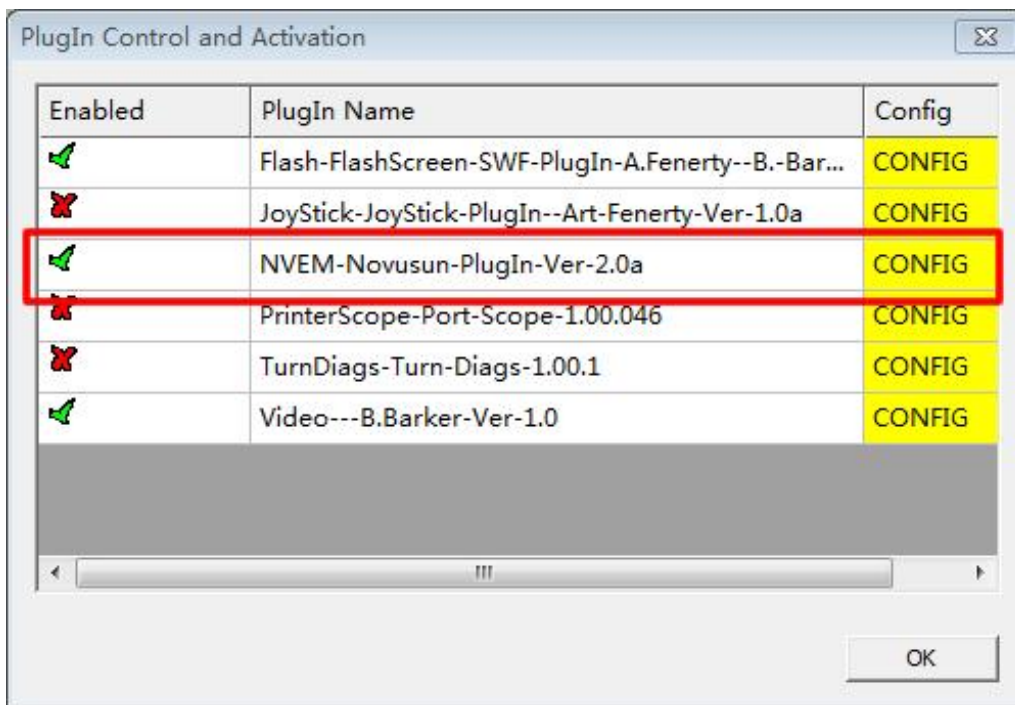 PlugIn Control and Activation
Enabled PlugIn Name Config
Flash-FlashScreen-SWF-PlugIn-A.Fenerty--B.-Bar... CONFIG
JoyStick-JoyStick-PlugIn--Art-Fenerty-Ver-1.0a CONFIG
NVEM-Novusun-PlugIn-Ver-2.0a CONFIG
PrinterScope-Port-Scope-1.00.046 CONFIG
TurnDiags-Turn-Diags-1.00.1 CONFIG
Video---B.Barker-Ver-1.0 CONFIG
OK